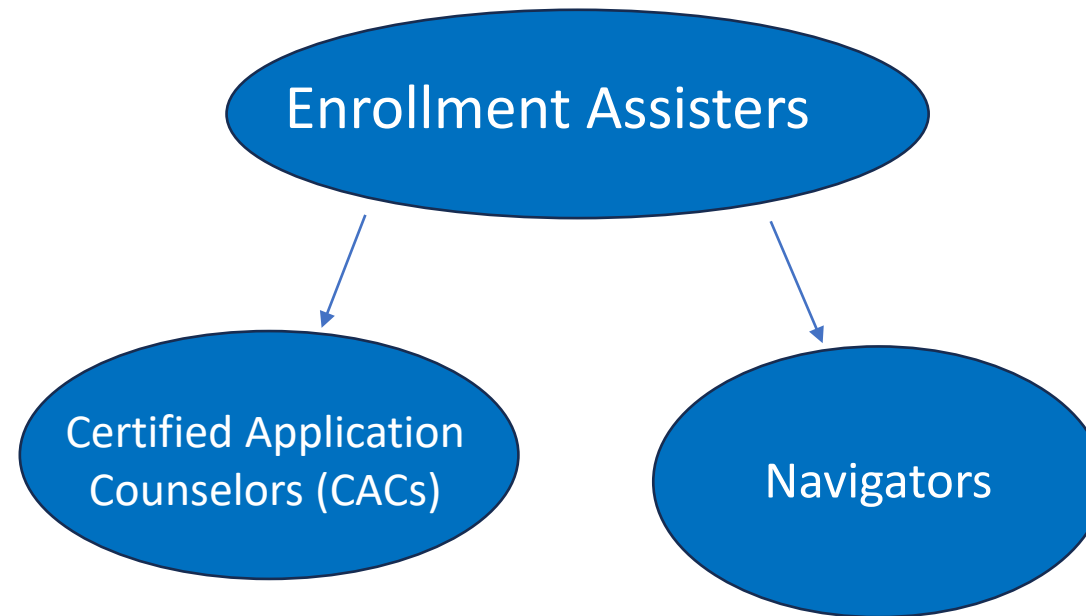 Enrollment Assisters
Certified Application
Counselors (CACs)
Navigators